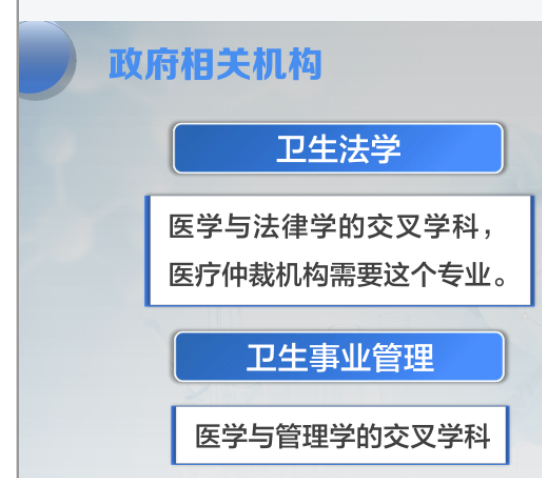 政府相关机构
卫生法学
医学与法律学的交叉学科，
医疗仲裁机构需要这个专业。
卫生事业管理
医学与管理学的交叉学科